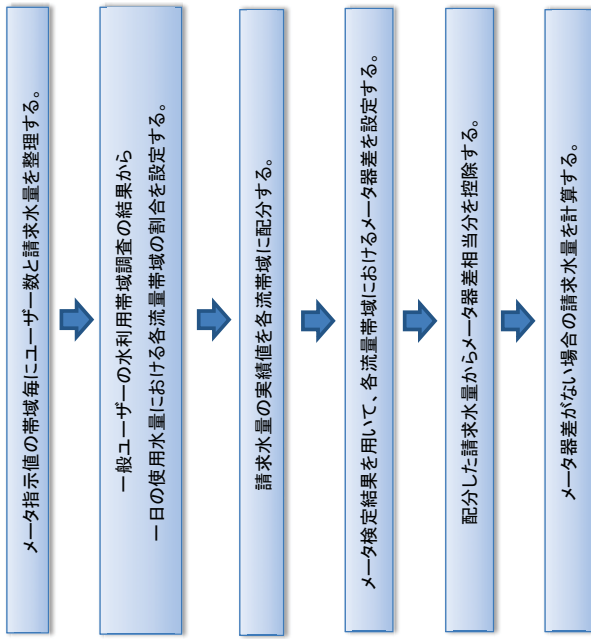 メータ指示値の帯域毎にユーザー数と請求水量を整理する。
一般ユーザーの水利用帯域調査の結果から
一日の使用水量における各流量帯域の割合を設定する。
請求水量の実績値を各流帯域に配分する。
メータ検定結果を用いて、各流量帯域におけるメータ器差を設定する。
配分した請求水量からメータ器差相当分を控除する。
メータ器差がない場合の請求水量を計算する。